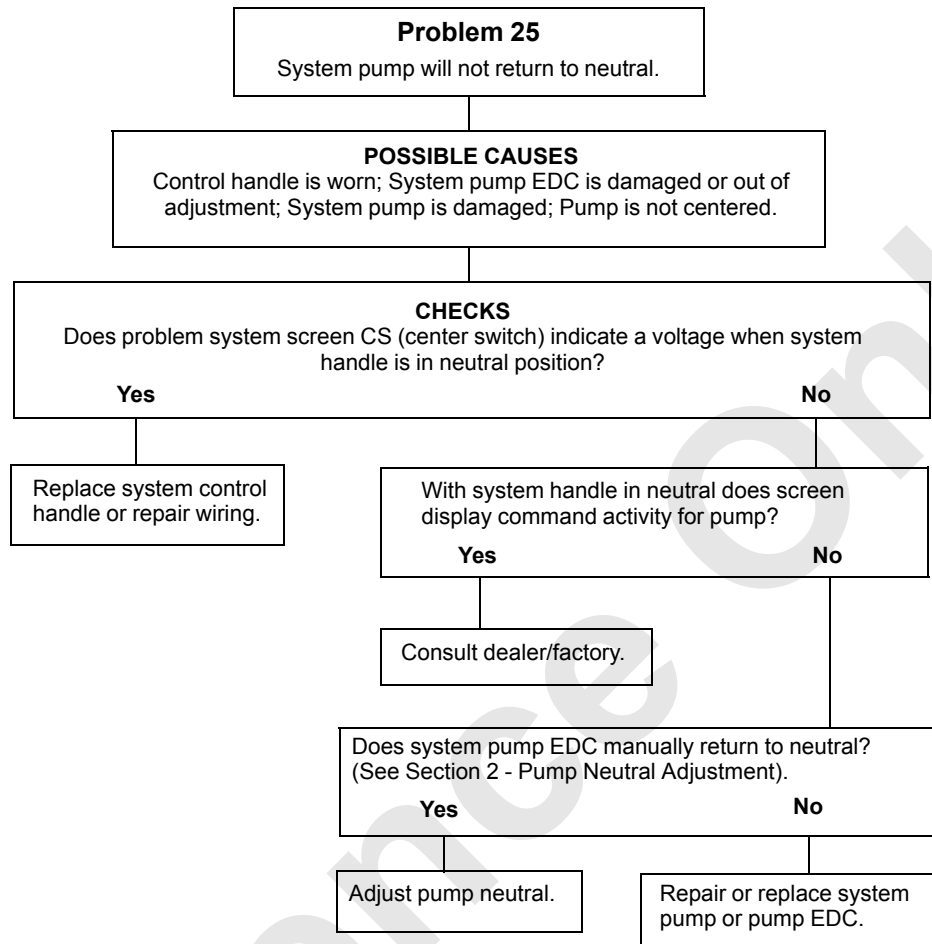 Problem 25
System pump will not return to neutral.
POSSIBLE CAUSES
Control handle is worn; System pump EDC is damaged or out of
adjustment; System pump is damaged; Pump is not centered.
CHECKS
Does problem system screen CS (center switch) indicate a voltage when system
handle is in neutral position?
Yes
No
Replace system control
handle or repair wiring.
With system handle in neutral does screen
display command activity for pump?
Yes
No
Consult dealer/factory.
Does system pump EDC manually return to neutral?
(See Section 2 - Pump Neutral Adjustment).
Yes
No
Adjust pump neutral.
Repair or replace system
pump or pump EDC.